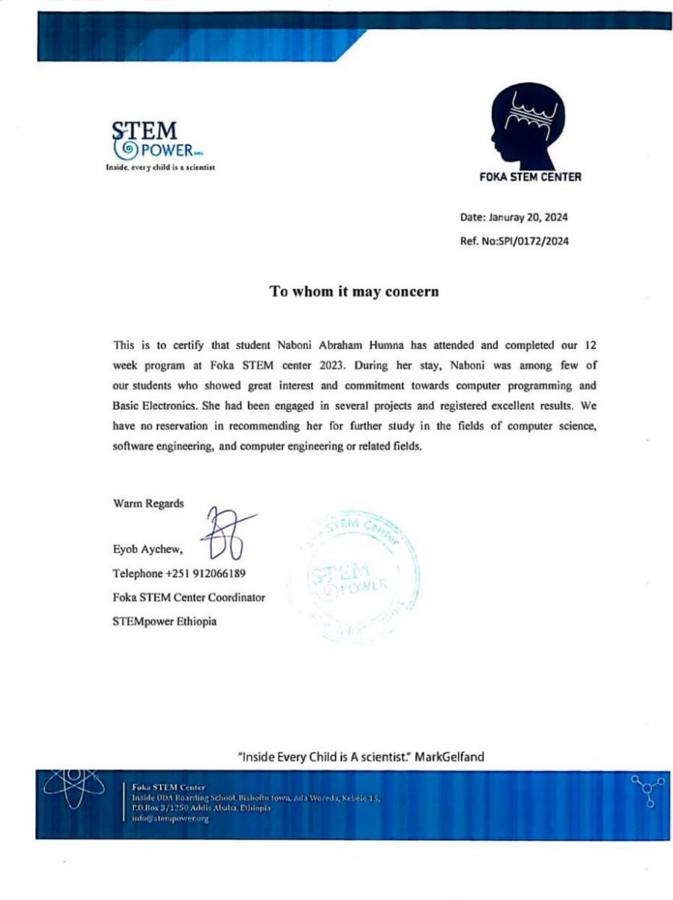 STEM
POWER
Inside, every child is a scientist
FOKA STEM CENTER
Date: Januray 20, 2024
Ref. No:SPI/0172/2024
To whom it may concern
This is to certify that student Naboni Abraham Humna has attended and completed our 12
week program at Foka STEM center 2023. During her stay, Naboni was among few of
our students who showed great interest and commitment towards computer programming and
Basic Electronics. She had been engaged in several projects and registered excellent results. We
have no reservation in recommending her for further study in the fields of computer science,
software engineering, and computer engineering or related fields.
Warm Regards
Eyob Aychew,
Telephone +251 912066189
Foka STEM Center Coordinator
STEMpower Ethiopia
STEM Center
STEM
POWER
"Inside Every Child is A scientist." MarkGelfand
Foka STEM Center
Inside ODA Boarding School, Bishoftu town, Ada Woreda, Kebele 15,
P.O.Box 3/1250 Addis Ababa, Ethiopia
info@stempower.org